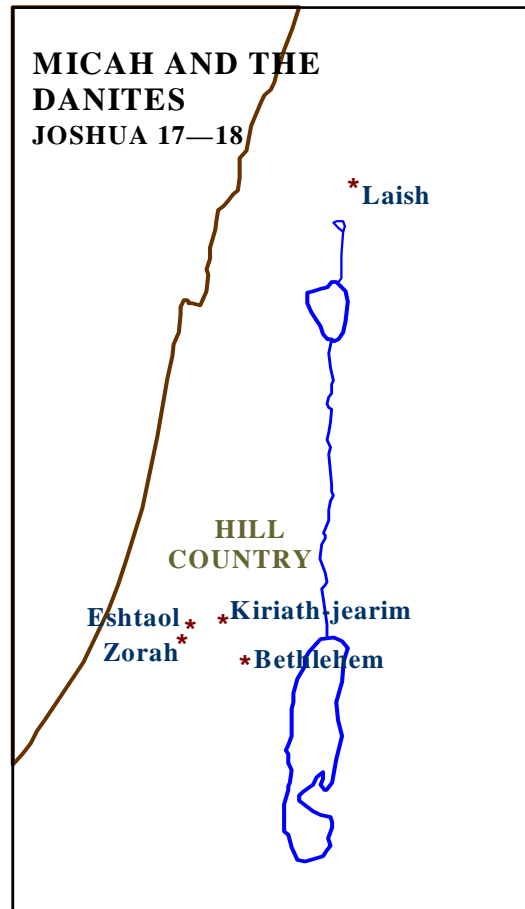 MICAH AND THE
DANITES
JOSHUA 17—18
* Laish
HILL
COUNTRY
Eshtaol *
* Kiriath-jearim
Zorah *
* Bethlehem